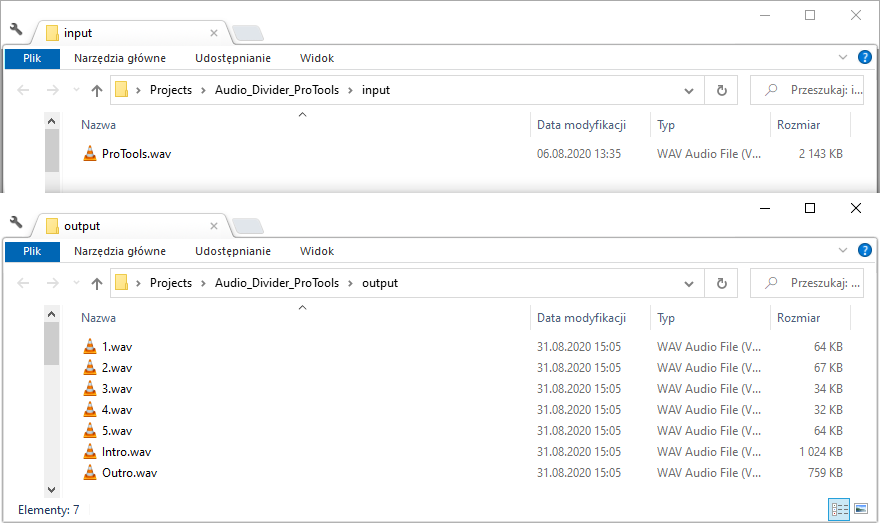 input
Plik Narzędzia główne Udostępnianie Widok
Projects Audio_Divider_ProTools input Przeszukaj: i...
Nazwa Data modyfikacji Typ Rozmiar
ProTools.wav 06.08.2020 13:35 WAV Audio File (V... 2 143 KB
output
Plik Narzędzia główne Udostępnianie Widok
Projects Audio_Divider_ProTools output Przeszukaj: ...
Nazwa Data modyfikacji Typ Rozmiar
1.wav 31.08.2020 15:05 WAV Audio File (V... 64 KB
2.wav 31.08.2020 15:05 WAV Audio File (V... 67 KB
3.wav 31.08.2020 15:05 WAV Audio File (V... 34 KB
4.wav 31.08.2020 15:05 WAV Audio File (V... 32 KB
5.wav 31.08.2020 15:05 WAV Audio File (V... 64 KB
Intro.wav 31.08.2020 15:05 WAV Audio File (V... 1 024 KB
Outro.wav 31.08.2020 15:05 WAV Audio File (V... 759 KB
Elementy: 7